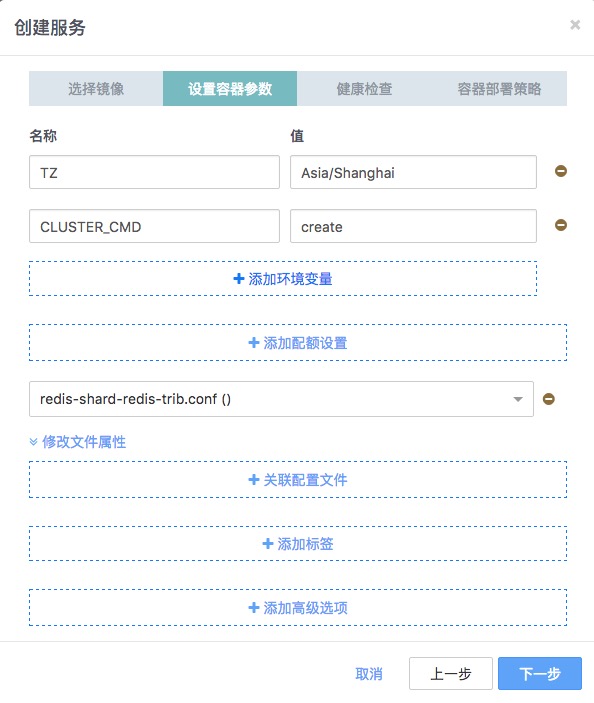 创建服务
×
选择镜像 设置容器参数 健康检查 容器部署策略
名称 值
TZ Asia/Shanghai
CLUSTER_CMD create
+ 添加环境变量
+ 添加配额设置
redis-shard-redis-trib.conf ()
修改文件属性
+ 关联配置文件
+ 添加标签
+ 添加高级选项
取消 上一步 下一步